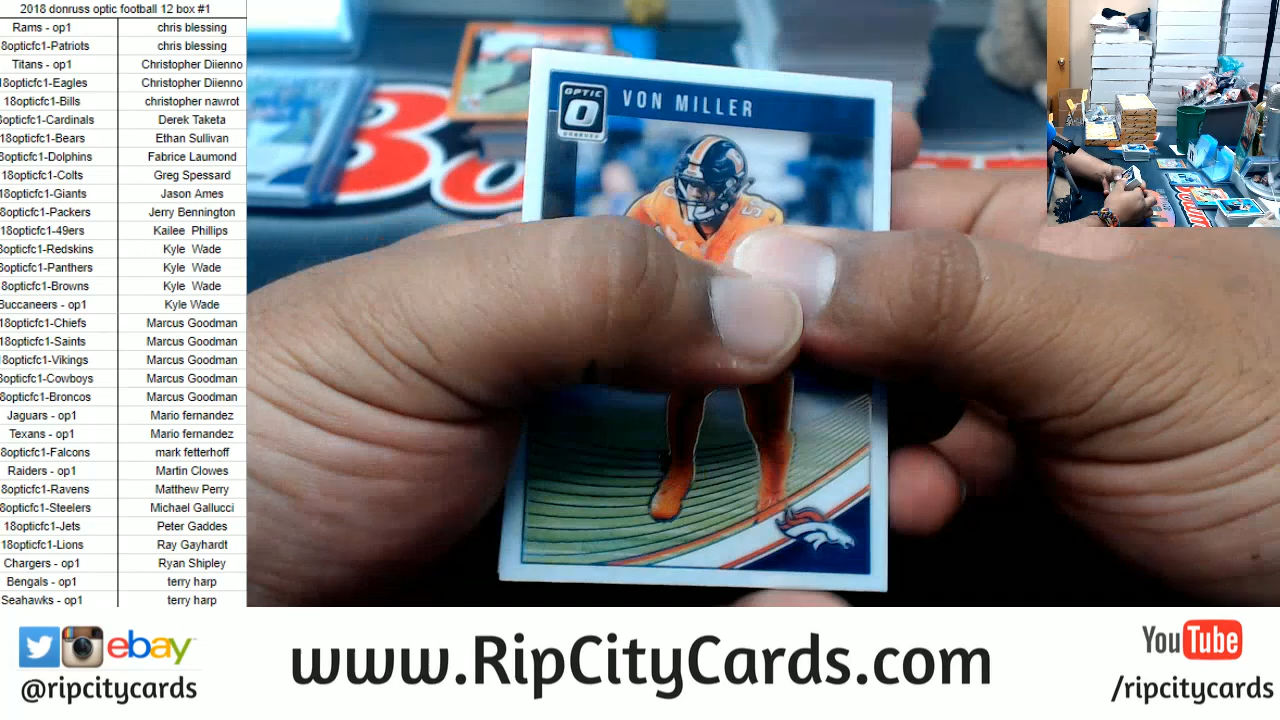 2018 donruss optic football 12 box #1
Rams - op1 chris blessing
8opticfc1-Patriots chris blessing
Titans - op1 Christopher Diienno
18opticfc1-Eagles Christopher Diienno
18opticfc1-Bills christopher nawrot
8opticfc1-Cardinals Derek Taketa
18opticfc1-Bears Ethan Sullivan
8opticfc1-Dolphins Fabrice Laumond
18opticfc1-Colts Greg Spessard
18opticfc1-Giants Jason Ames
8opticfc1-Packers Jerry Bennington
18opticfc1-49ers Kailee Phillips
8opticfc1-Redskins Kyle Wade
8opticfc1-Panthers Kyle Wade
8opticfc1-Browns Kyle Wade
Buccaneers - op1 Kyle Wade
18opticfc1-Chiefs Marcus Goodman
18opticfc1-Saints Marcus Goodman
8opticfc1-Vikings Marcus Goodman
8opticfc1-Cowboys Marcus Goodman
8opticfc1-Broncos Marcus Goodman
Jaguars - op1 Mario fernandez
Texans - op1 Mario fernandez
8opticfc1-Falcons mark fetterhoff
Raiders - op1 Martin Clowes
8opticfc1-Ravens Matthew Perry
8opticfc1-Steelers Michael Gallucci
18opticfc1-Jets Peter Gaddes
18opticfc1-Lions Ray Gayhardt
Chargers - op1 Ryan Shipley
Bengals - op1 terry harp
Seahawks - op1 terry harp
OPTIC
O
DONRUSS
VON MILLER
ebay
@ripcitycards
www.RipCityCards.com
YouTube
/ripcitycards